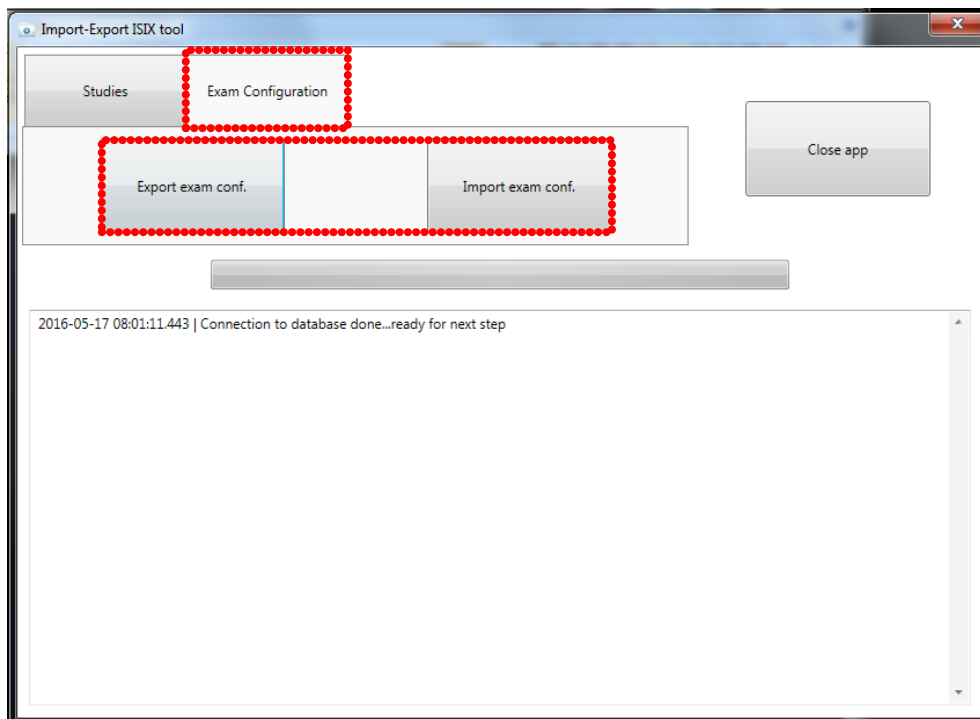 Import-Export ISIX tool
Studies
Exam Configuration
Close app
Export exam conf.
Import exam conf.
2016-05-17 08:01:11.443 | Connection to database done...ready for next step